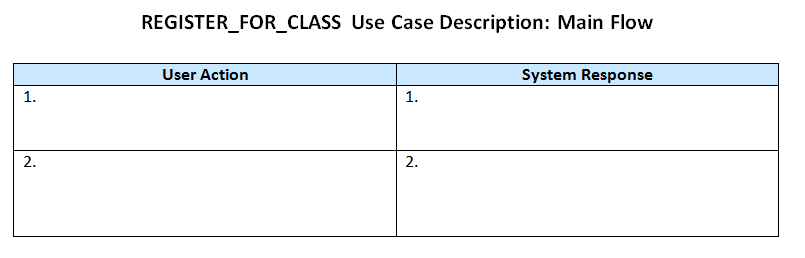 REGISTER_FOR_CLASS Use Case Description: Main Flow
User Action System Response
1. 1.
2. 2.